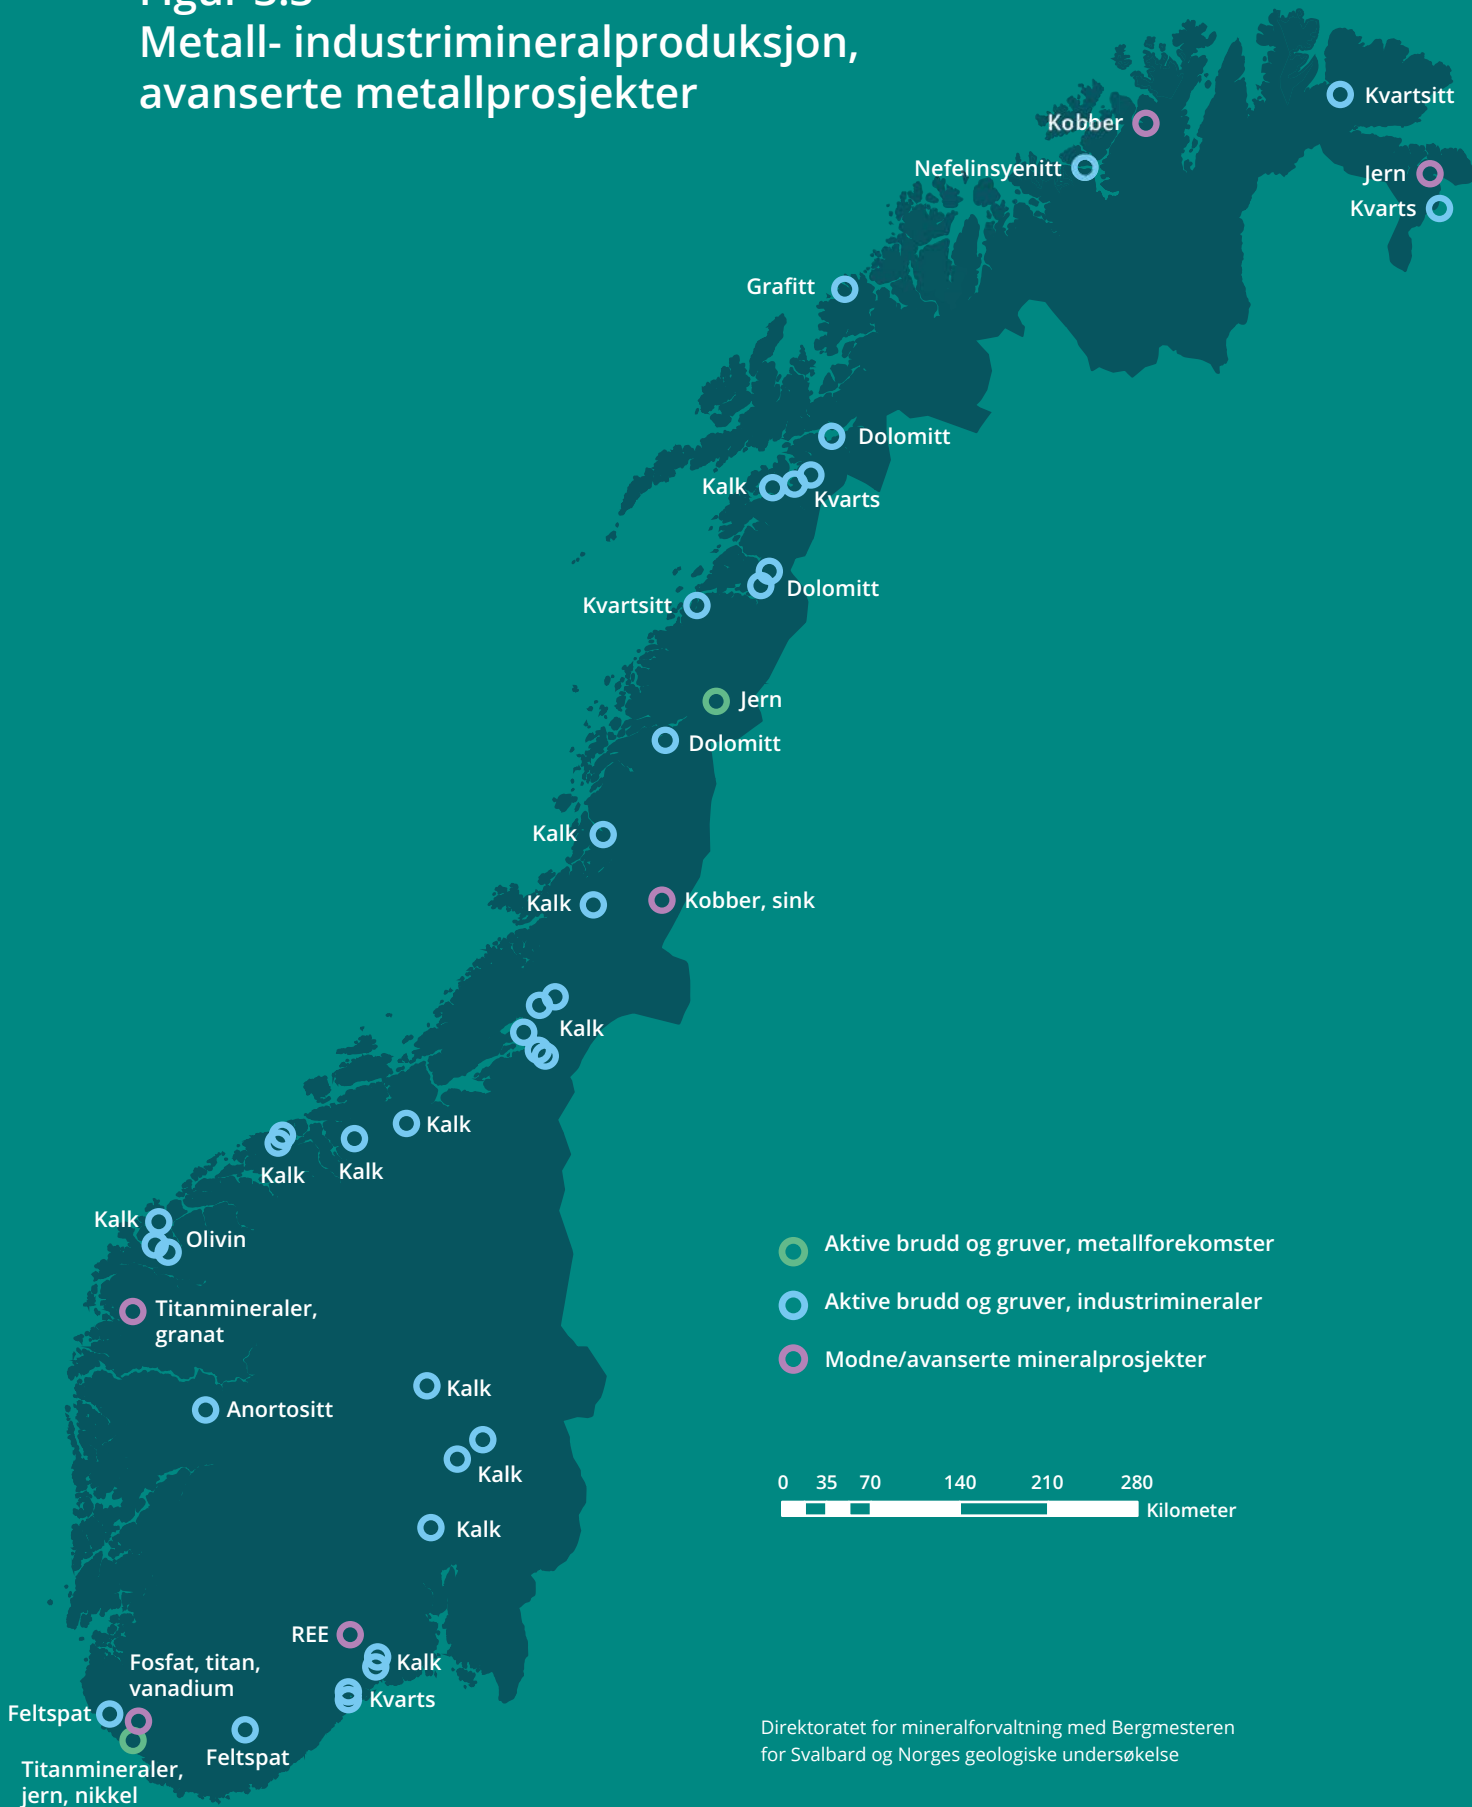 Figur 3.3
Metall- industrimineralproduksjon,
avanserte metallprosjekter
Kvartsitt
Kobber
Nefelinsyenitt
Jern
Kvarts
Grafitt
Dolomitt
Kalk
Kvarts
Dolomitt
Kvartsitt
Jern
Dolomitt
Kalk
Kalk
Kobber, sink
Kalk
Kalk
Kalk
Kalk
Kalk
Olivin
Titanmineraler,
granat
Kalk
Anortositt
Kalk
Kalk
REE
Fosfat, titan,
vanadium
Kalk
Kvarts
Feltspat
Feltspat
Titanmineraler,
jern, nikkel
Aktive brudd og gruver, metallforekomster
Aktive brudd og gruver, industrimineraler
Modne/avanserte mineralprosjekter
0 35 70 140 210 280
Kilometer
Direktoratet for mineralforvaltning med Bergmesteren
for Svalbard og Norges geologiske undersøkelse